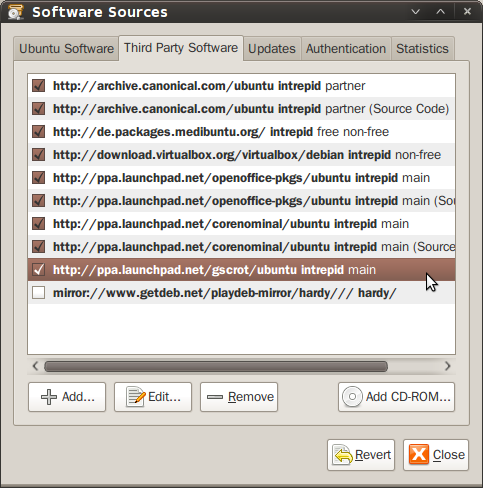 Software Sources
Ubuntu Software Third Party Software Updates Authentication Statistics
http://archive.canonical.com/ubuntu intrepid partner
http://archive.canonical.com/ubuntu intrepid partner (Source Code)
http://de.packages.medibuntu.org/ intrepid free non-free
http://download.virtualbox.org/virtualbox/debian intrepid non-free
http://ppa.launchpad.net/openoffice-pkgs/ubuntu intrepid main
http://ppa.launchpad.net/openoffice-pkgs/ubuntu intrepid main (Sou
http://ppa.launchpad.net/corenominal/ubuntu intrepid main
http://ppa.launchpad.net/corenominal/ubuntu intrepid main (Source
http://ppa.launchpad.net/gscrot/ubuntu intrepid main
mirror://www.getdeb.net/playdeb-mirror/hardy/// hardy/
Add... Edit... Remove Add CD-ROM...
Revert Close